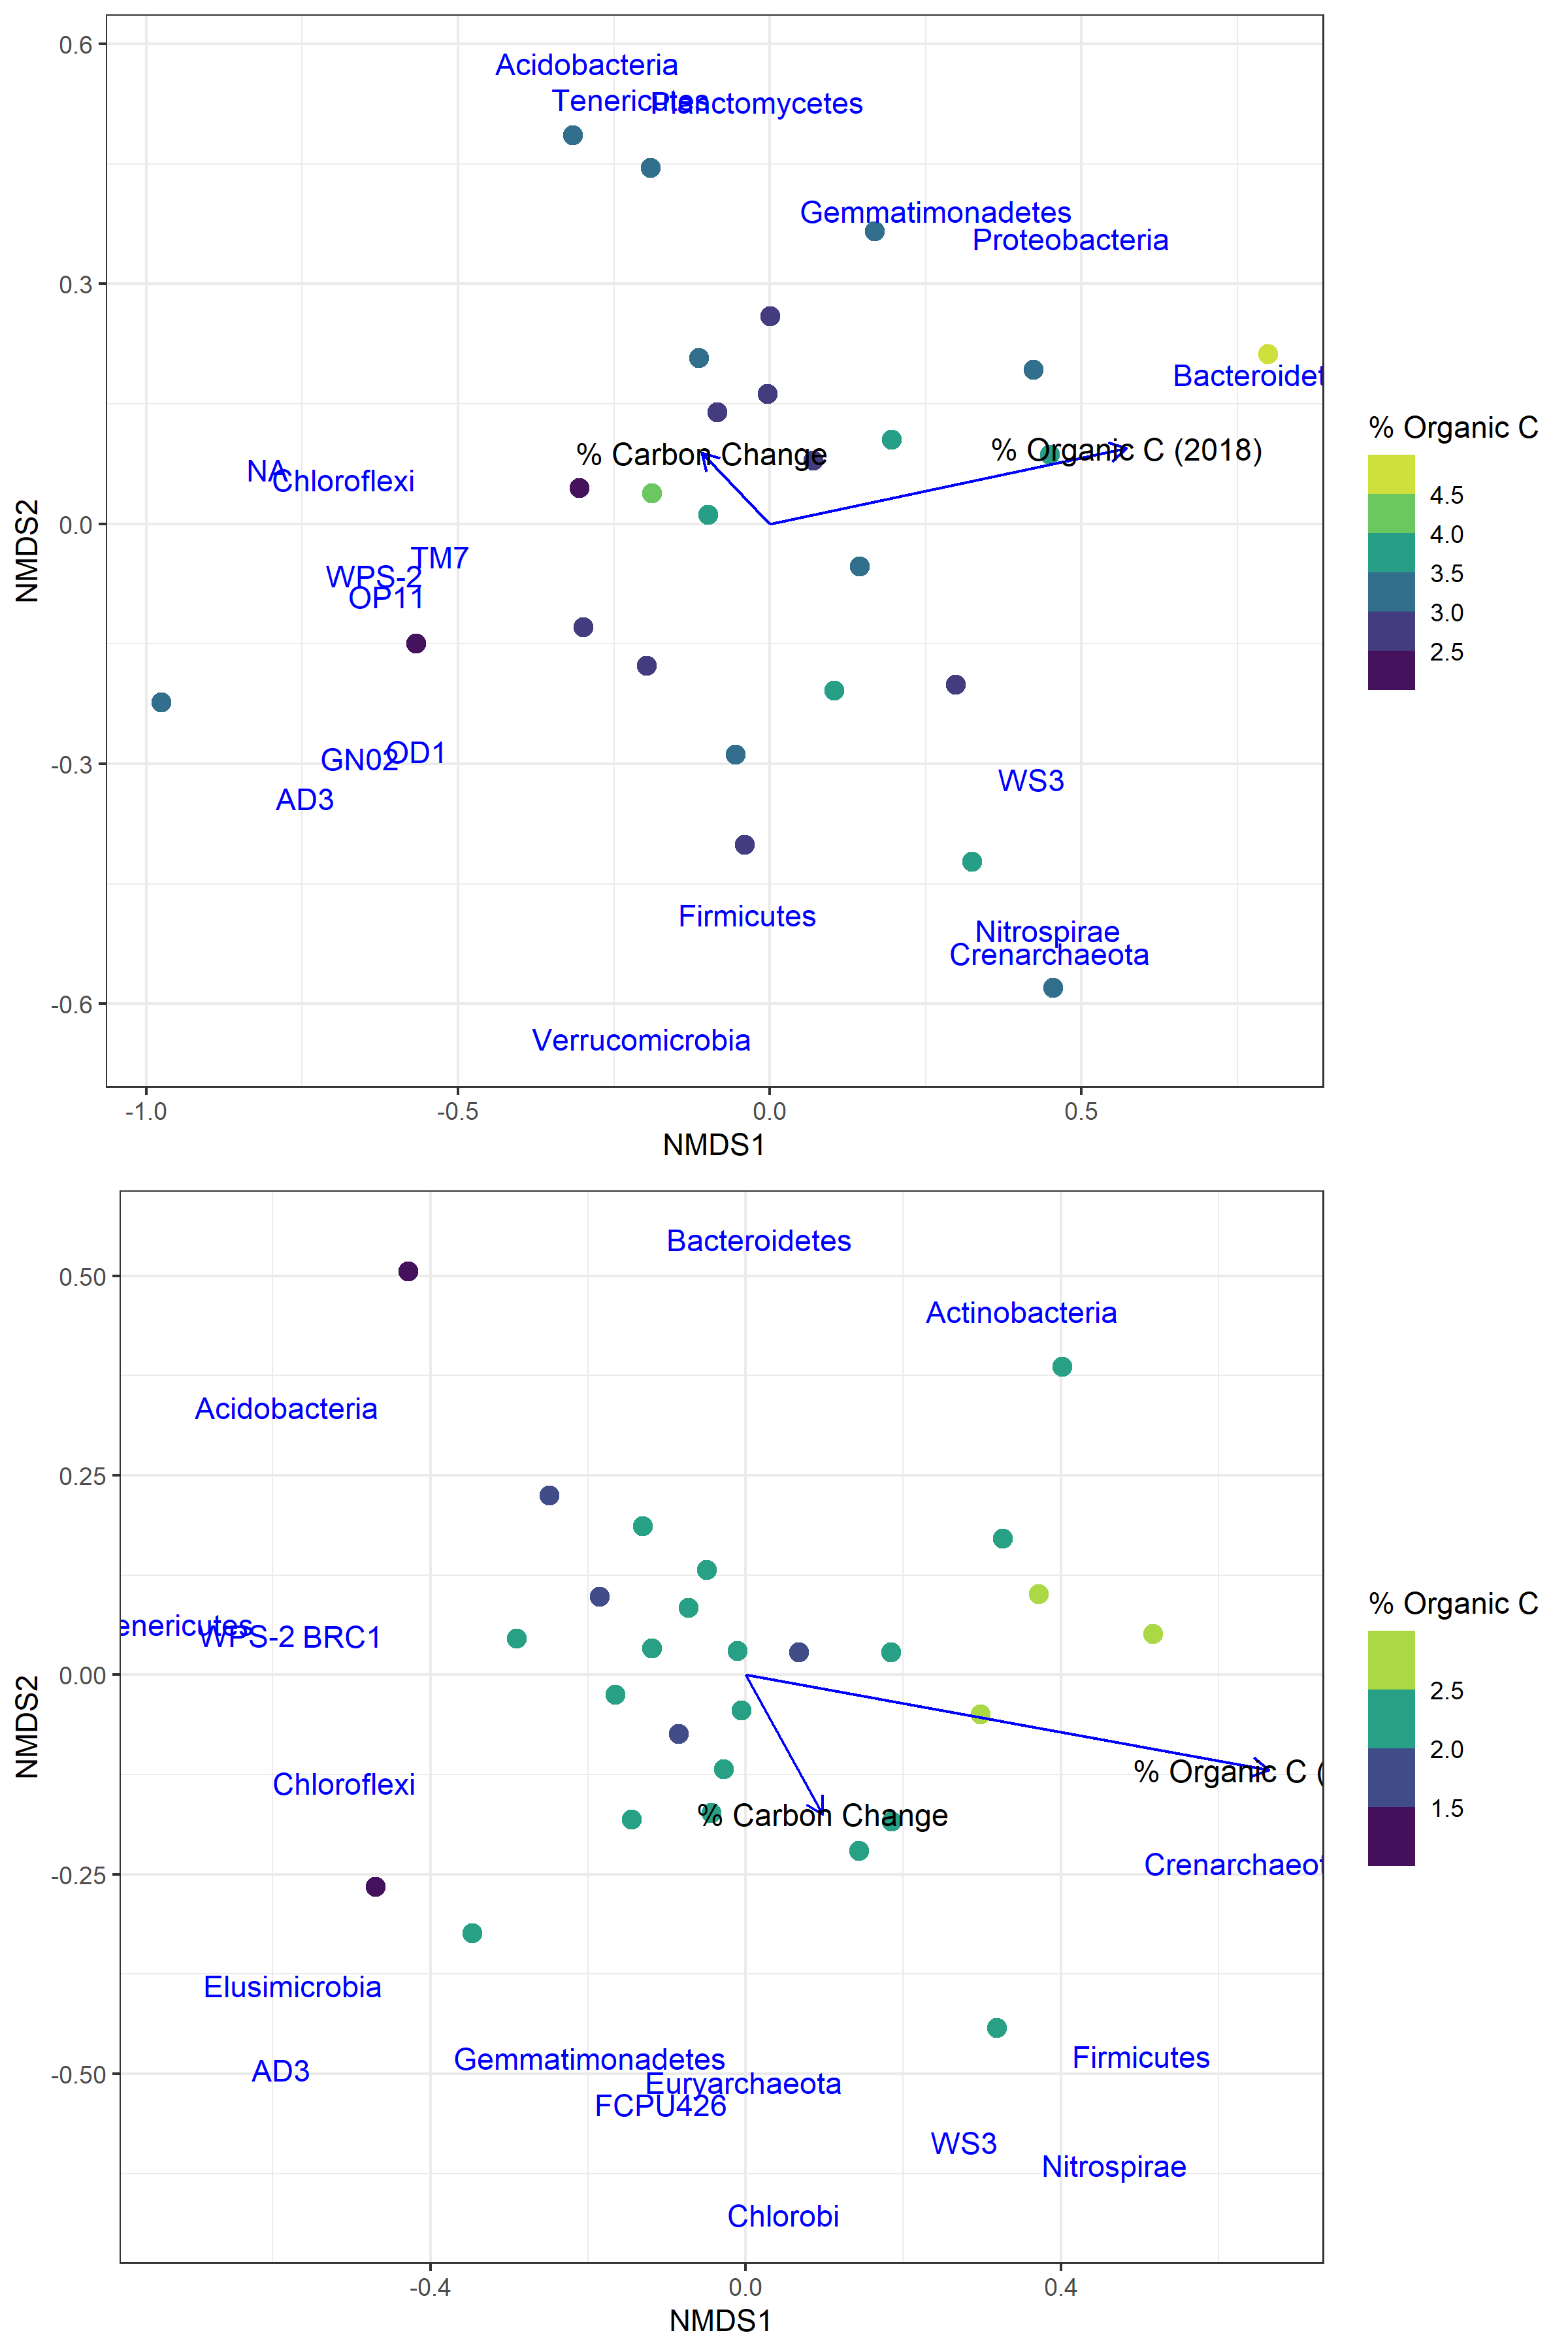 0.6
Acidobacteria
Tenericutes
Planctomycetes
Gemmatimonadetes
Proteobacteria
0.3
Bacteroidet
% Carbon Change
% Organic C (2018)
NA
Chloroflexi
0.0
NMDS2
TM7
WPS-2
OP11
-0.3
GN02
OD1
AD3
WS3
Firmicutes
Nitrospirae
Crenarchaeota
-0.6
Verrucomicrobia
-1.0
-0.5
0.0
0.5
NMDS1
% Organic C
4.5
4.0
3.5
3.0
2.5
Bacteroidetes
0.50
Actinobacteria
Acidobacteria
0.25
enericutes
WPS-2
BRC1
0.00
NMDS2
% Organic C (
Chloroflexi
% Carbon Change
-0.25
Crenarchaeot
Elusimicrobia
AD3
-0.50
Gemmatimonadetes
Euryarchaeota
FCPU426
Firmicutes
WS3
Nitrospirae
Chlorobi
-0.4
0.0
0.4
NMDS1
% Organic C
2.5
2.0
1.5